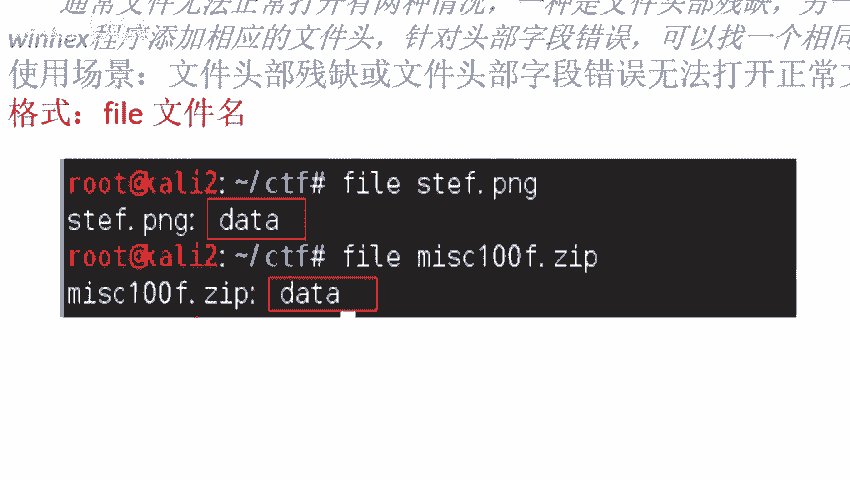 通常文件无法正常打开有两种情况，一种是文件头部残缺，另一
winhex程序添加相应的文件头，针对头部字段错误，可以找一个相同
使用场景：文件头部残缺或文件头部字段错误无法打开正常文
格式：file 文件名
root@kali2:~/ctf# file stef.png
stef.png: data
root@kali2:~/ctf# file misc100f.zip
misc100f.zip: data